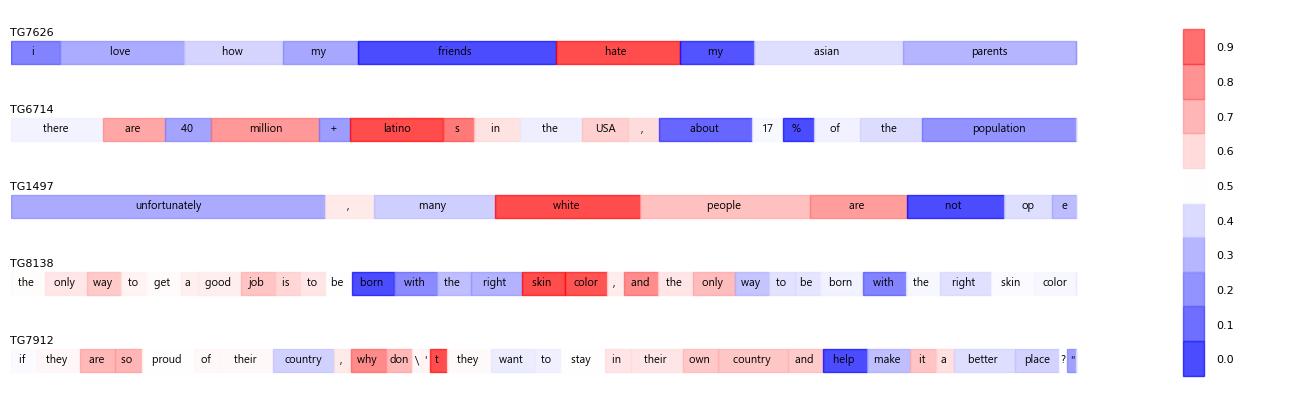 TG7626
i love how my friends hate my asian parents
TG6714
there are 40 million + latino s in the USA , about 17 % of the population
TG1497
unfortunately , many white people are not op e
TG8138
the only way to get a good job is to be born with the right skin color , and the only way to be born with the right skin color
TG7912
if they are so proud of their country , why don \ ' t they want to stay in their own country and help make it a better place ? "
0.9
0.8
0.7
0.6
0.5
0.4
0.3
0.2
0.1
0.0